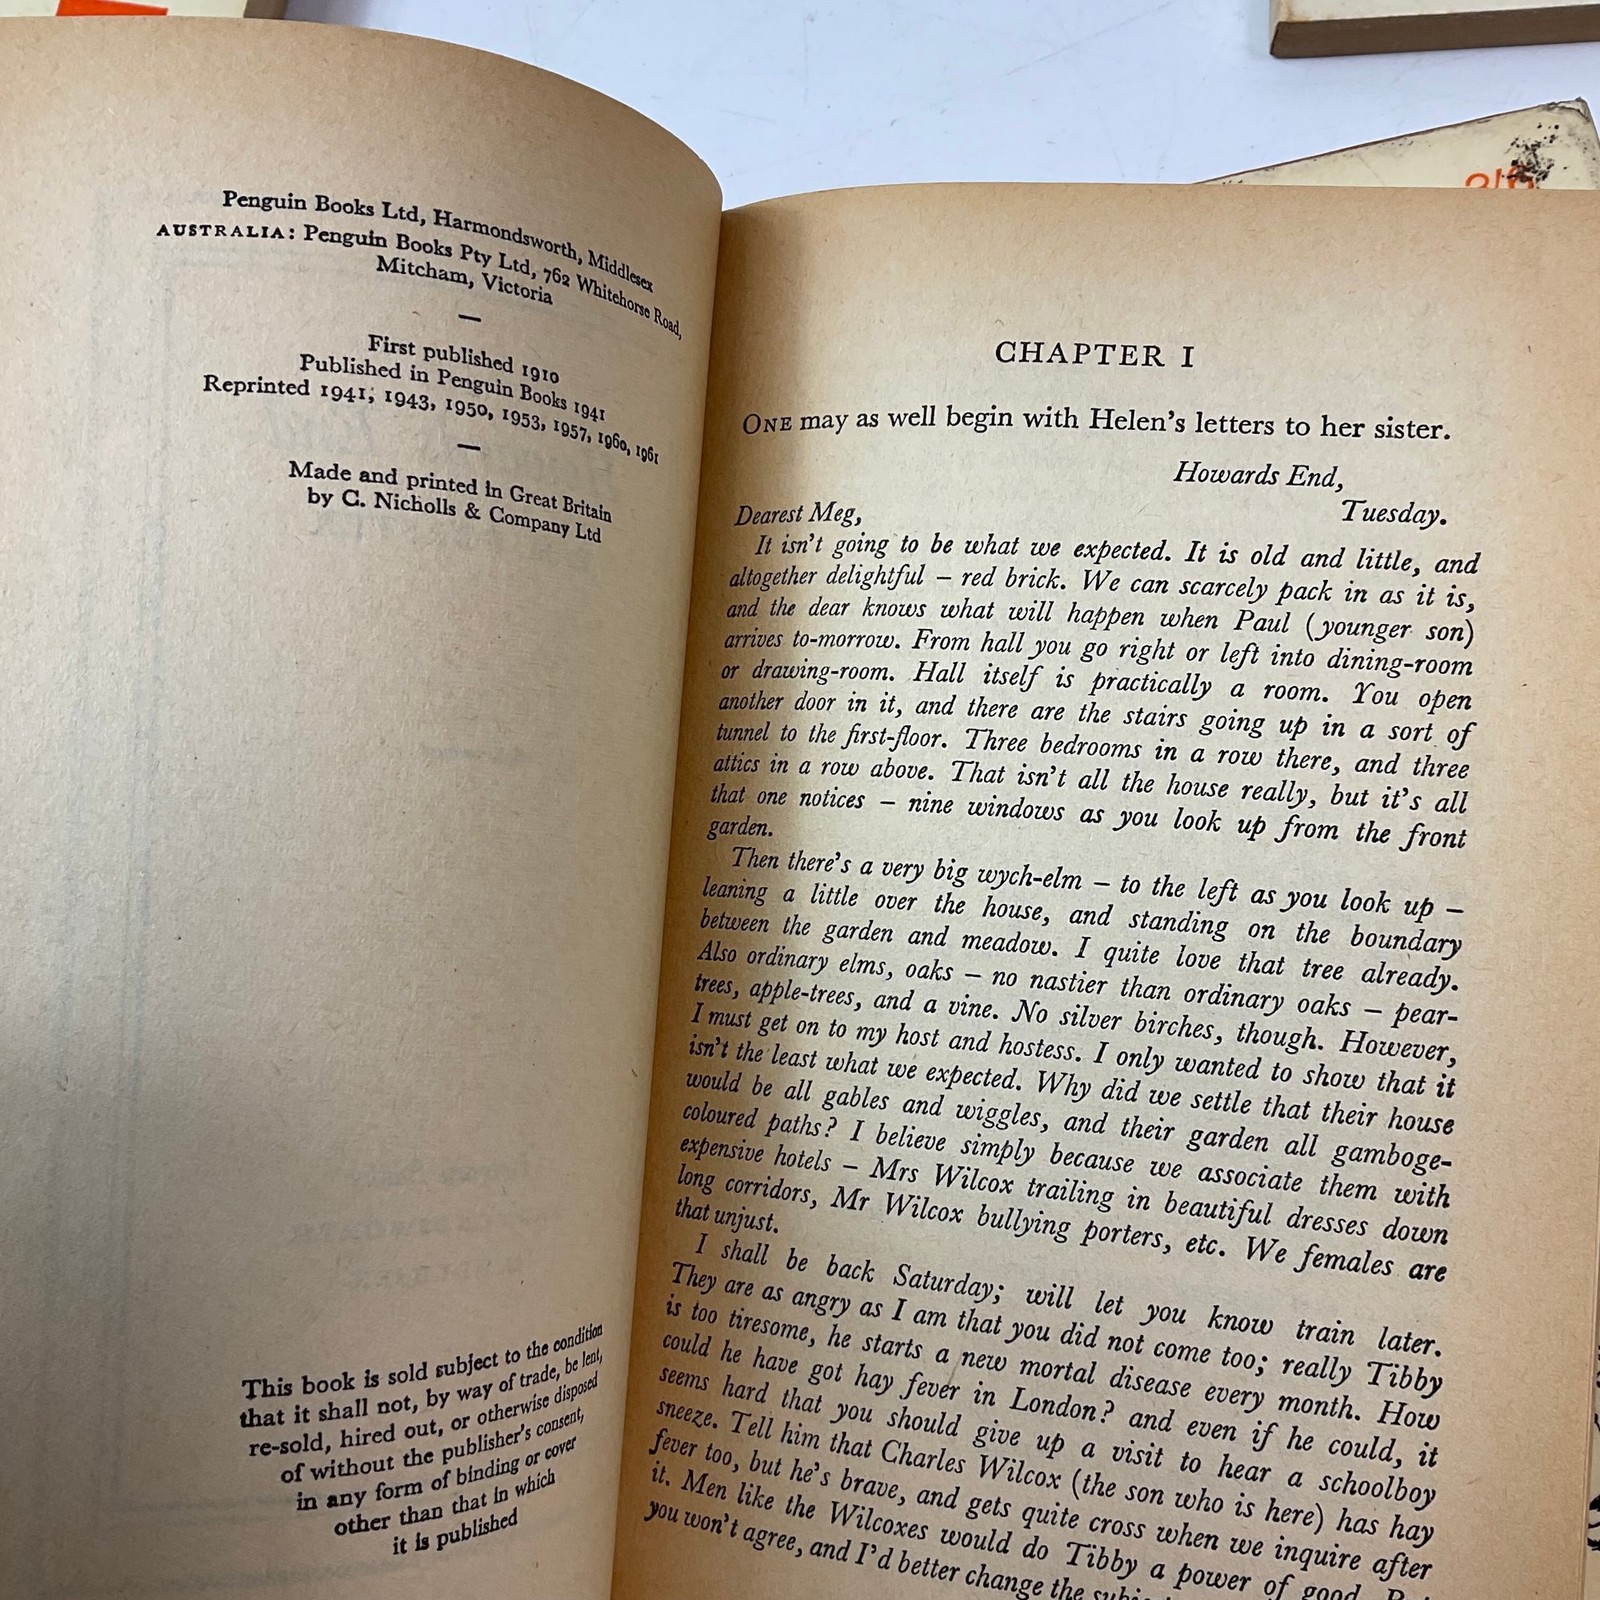 Penguin Books Ltd, Harmondsworth, Middlesex
AUSTRALIA: Penguin Books Pty Ltd, 762 Whitehorse Road,
Mitcham, Victoria
—
First published 1910
Published in Penguin Books 1941
Reprinted 1941, 1943, 1950, 1953, 1957, 1960, 1961
—
Made and printed in Great Britain
by C. Nicholls & Company Ltd
This book is sold subject to the condition
that it shall not, by way of trade, be lent,
re-sold, hired out, or otherwise disposed
of without the publisher's consent,
in any form of binding or cover
other than that in which
it is published
CHAPTER I
ONE may as well begin with Helen's letters to her sister.
Howards End,
Tuesday.
Dearest Meg,
It isn't going to be what we expected. It is old and little, and
altogether delightful – red brick. We can scarcely pack in as it is,
and the dear knows what will happen when Paul (younger son)
arrives to-morrow. From hall you go right or left into dining-room
or drawing-room. Hall itself is practically a room. You open
another door in it, and there are the stairs going up in a sort of
tunnel to the first-floor. Three bedrooms in a row there, and three
attics in a row above. That isn't all the house really, but it's all
that one notices – nine windows as you look up from the front
garden.
Then there's a very big wych-elm – to the left as you look up –
leaning a little over the house, and standing on the boundary
between the garden and meadow. I quite love that tree already.
Also ordinary elms, oaks – no nastier than ordinary oaks – pear-
trees, apple-trees, and a vine. No silver birches, though. However,
I must get on to my host and hostess. I only wanted to show that it
isn't the least what we expected. Why did we settle that their house
would be all gables and wiggles, and their garden all gamboge-
coloured paths? I believe simply because we associate them with
expensive hotels – Mrs Wilcox trailing in beautiful dresses down
long corridors, Mr Wilcox bullying porters, etc. We females are
that unjust.
I shall be back Saturday; will let you know train later.
They are as angry as I am that you did not come too; really Tibby
is too tiresome, he starts a new mortal disease every month. How
could he have got hay fever in London? and even if he could, it
seems hard that you should give up a visit to hear a schoolboy
sneeze. Tell him that Charles Wilcox (the son who is here) has hay
fever too, but he's brave, and gets quite cross when we inquire after
it. Men like the Wilcoxes would do Tibby a power of good. But
you won't agree, and I'd better change the